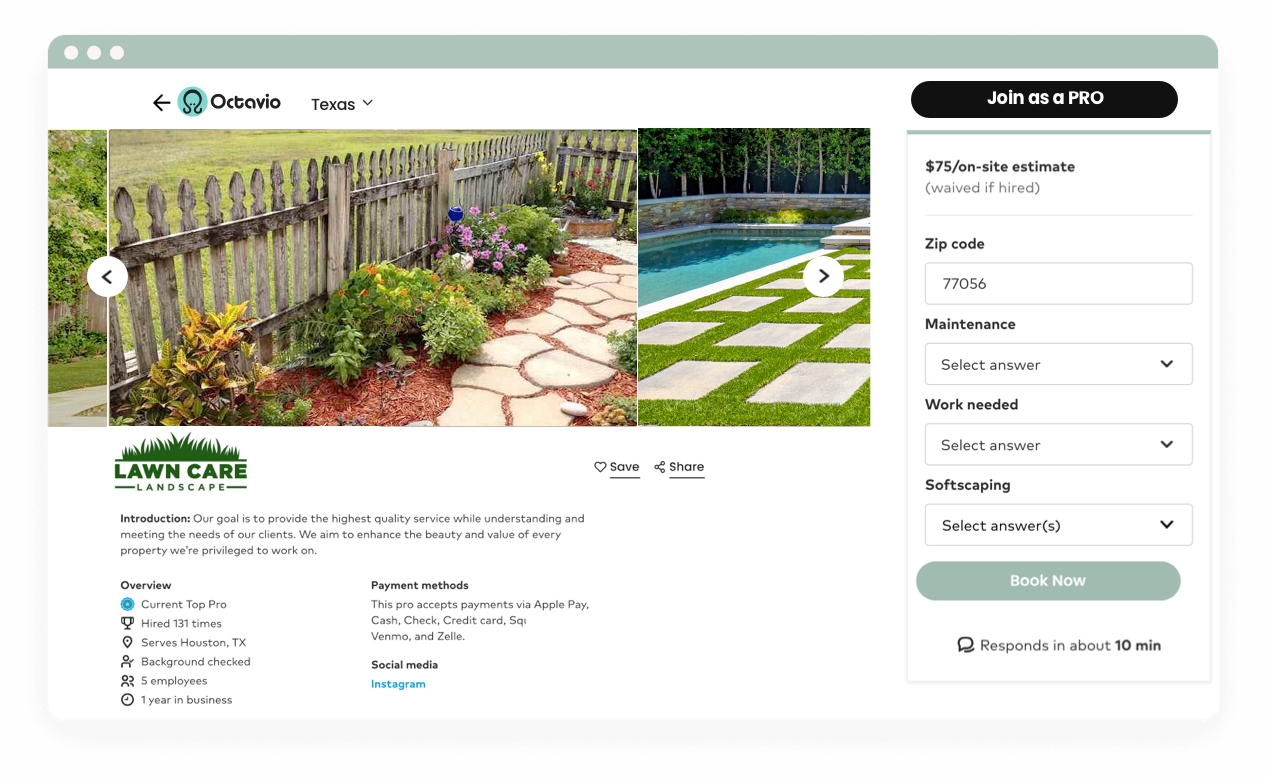 Octavio
Texas
Join as a PRO
$75/on-site estimate
(waived if hired)
Zip code
77056
Maintenance
Select answer
Work needed
Select answer
Softscaping
Select answer(s)
Book Now
Responds in about 10 min
LAWN CARE
LANDSCAPE
Save
Share
Introduction: Our goal is to provide the highest quality service while understanding and
meeting the needs of our clients. We aim to enhance the beauty and value of every
property we're privileged to work on.
Overview
Current Top Pro
Hired 131 times
Serves Houston, TX
Background checked
5 employees
1 year in business
Payment methods
This pro accepts payments via Apple Pay,
Cash, Check, Credit card,
Venmo, and Zelle.
Social media
Instagram